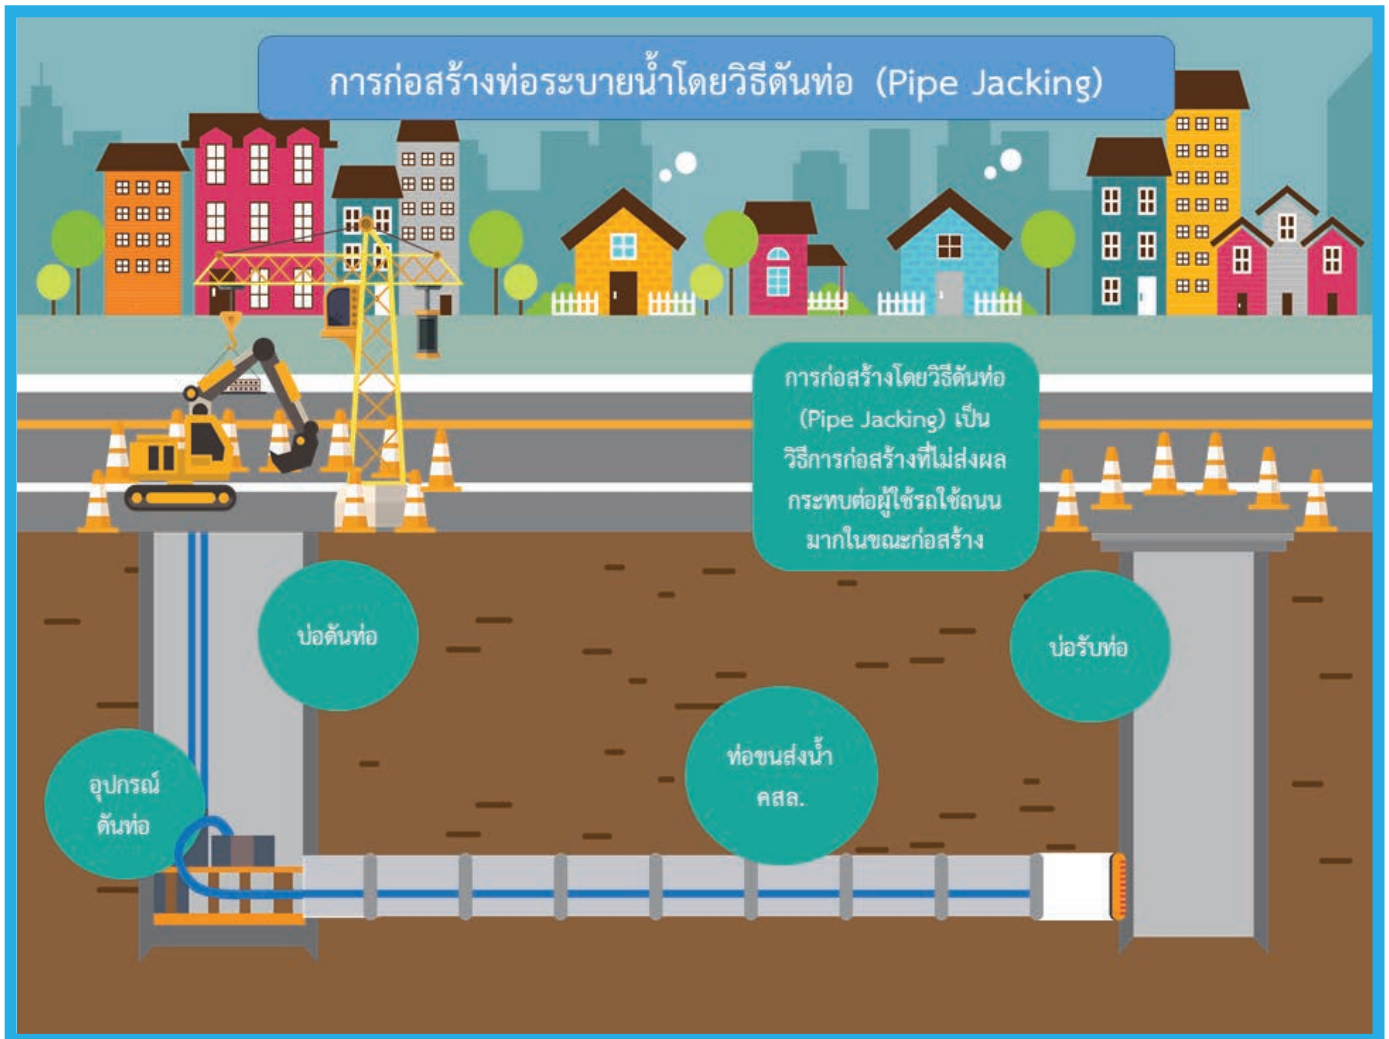 การก่อสร้างท่อระบายน้ำโดยวิธีดันท่อ (Pipe Jacking)
การก่อสร้างโดยวิธีดันท่อ
(Pipe Jacking) เป็น
วิธีการก่อสร้างที่ไม่ส่งผล
กระทบต่อผู้ใช้รถใช้ถนน
มากในขณะก่อสร้าง
บ่อดันท่อ
บ่อรับท่อ
ท่อขนส่งน้ำ
คสล.
อุปกรณ์
ดันท่อ